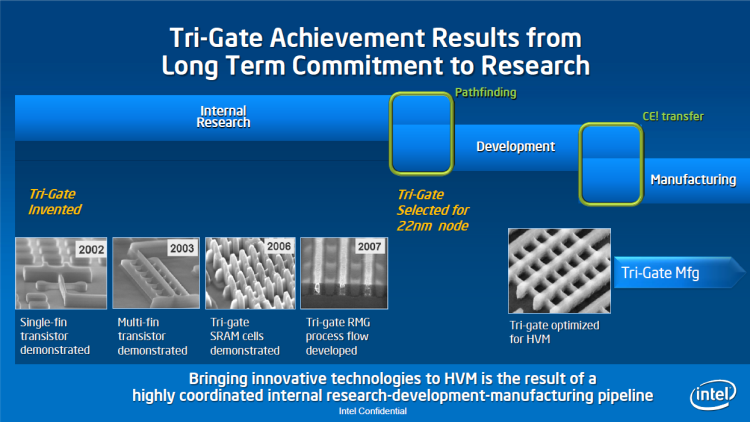 Tri-Gate Achievement Results from
Long Term Commitment to Research
Pathfinding
Internal
Research
CE! transfer
Development
Manufacturing
Tri-Gate
Invented
Tri-Gate
Selected for
22nm node
2002
2003
2006
2007
Tri-Gate Mfg
Single-fin
transistor
demonstrated
Multi-fin
transistor
demonstrated
Tri-gate
SRAM cells
demonstrated
Tri-gate RMG
process flow
developed
Tri-gate optimized
for HVM
Bringing innovative technologies to HVM is the result of a
highly coordinated internal research-development-manufacturing pipeline
Intel Confidential
intel